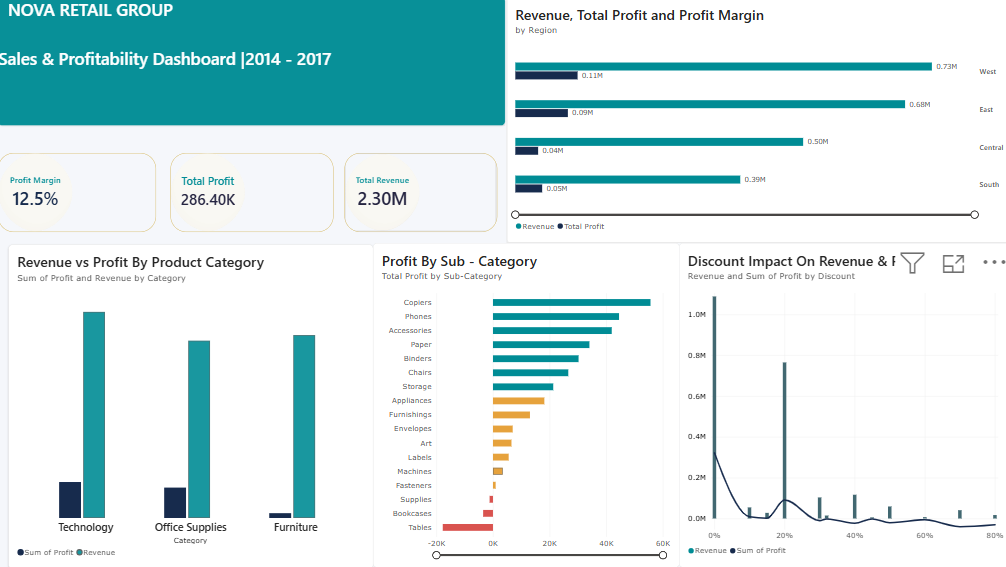 NOVA RETAIL GROUP
Sales & Profitability Dashboard |2014 - 2017
Profit Margin
12.5%
Total Profit
286.40K
Total Revenue
2.30M
Revenue, Total Profit and Profit Margin
by Region
0.73M
0.11M
West
0.68M
0.09M
East
0.50M
0.04M
Central
0.39M
0.05M
South
Revenue Total Profit
Revenue vs Profit By Product Category
Sum of Profit and Revenue by Category
Technology Office Supplies Furniture
Category
Sum of Profit Revenue
Profit By Sub - Category
Total Profit by Sub-Category
Copiers
Phones
Accessories
Paper
Binders
Chairs
Storage
Appliances
Furnishings
Envelopes
Art
Labels
Machines
Fasteners
Supplies
Bookcases
Tables
-20K 0K 20K 40K 60K
Discount Impact On Revenue &
Revenue and Sum of Profit by Discount
1.0M
0.8M
0.6M
0.4M
0.2M
0.0M
0% 20% 40% 60% 80%
Revenue Sum of Profit